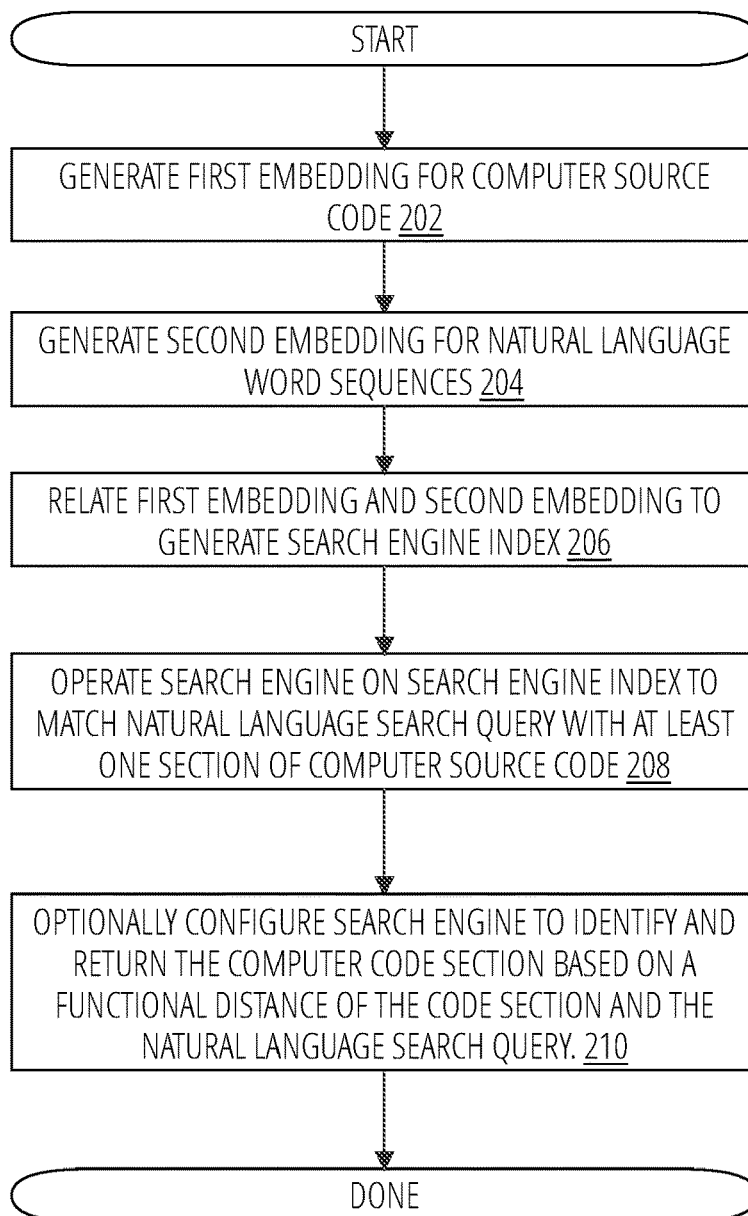 START
GENERATE FIRST EMBEDDING FOR COMPUTER SOURCE
CODE 202
GENERATE SECOND EMBEDDING FOR NATURAL LANGUAGE
WORD SEQUENCES 204
RELATE FIRST EMBEDDING AND SECOND EMBEDDING TO
GENERATE SEARCH ENGINE INDEX 206
OPERATE SEARCH ENGINE ON SEARCH ENGINE INDEX TO
MATCH NATURAL LANGUAGE SEARCH QUERY WITH AT LEAST
ONE SECTION OF COMPUTER SOURCE CODE 208
OPTIONALLY CONFIGURE SEARCH ENGINE TO IDENTIFY AND
RETURN THE COMPUTER CODE SECTION BASED ON A
FUNCTIONAL DISTANCE OF THE CODE SECTION AND THE
NATURAL LANGUAGE SEARCH QUERY. 210
DONE